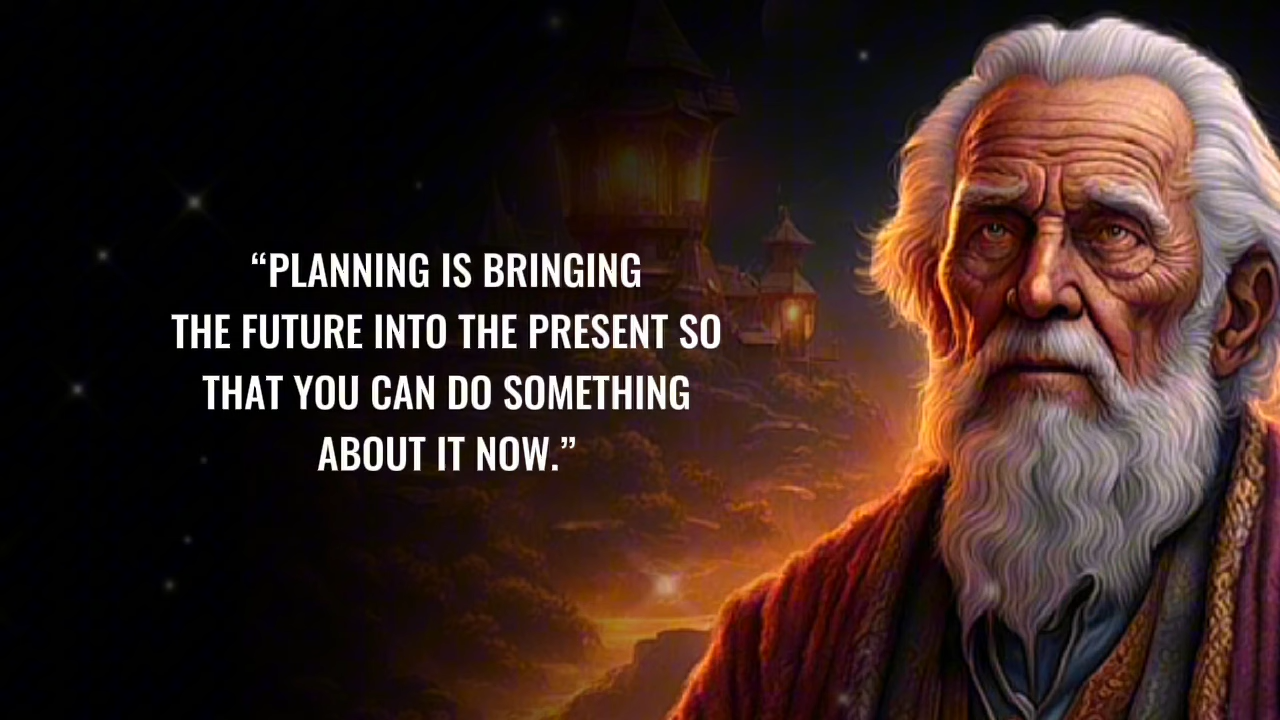 “PLANNING IS BRINGING
THE FUTURE INTO THE PRESENT SO
THAT YOU CAN DO SOMETHING
ABOUT IT NOW.”